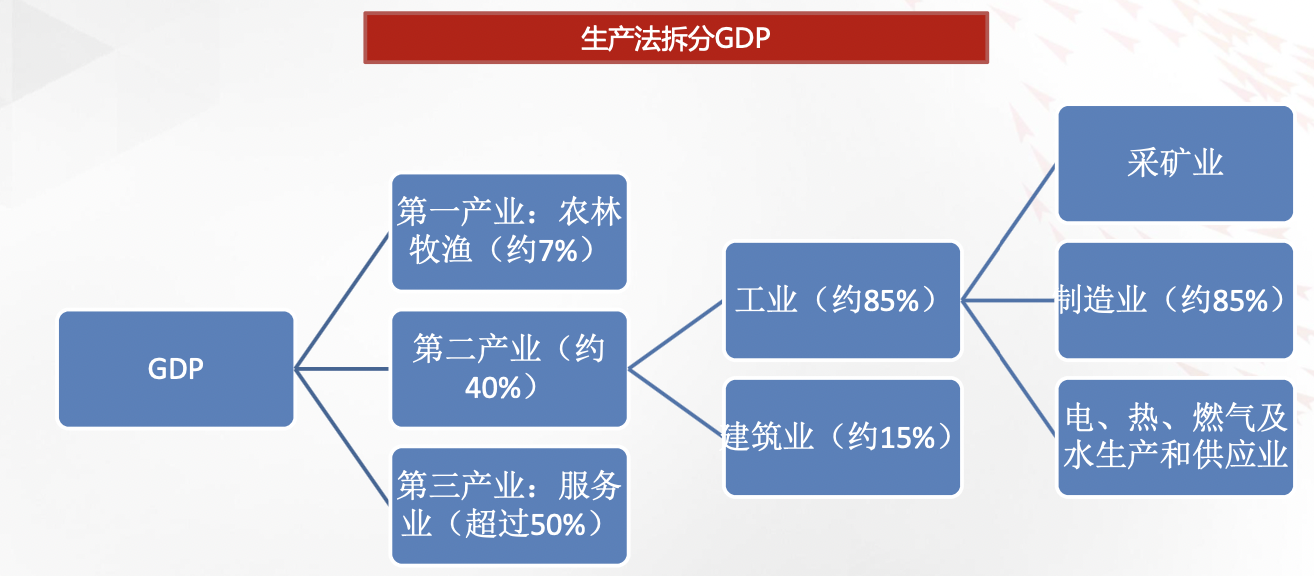 生产法拆分GDP
GDP
第一产业：农林
牧渔（约7%）
第二产业（约
40%）
第三产业：服务
业（超过50%）
工业（约85%）
建筑业（约15%）
采矿业
制造业（约85%）
电、热、燃气及
水生产和供应业